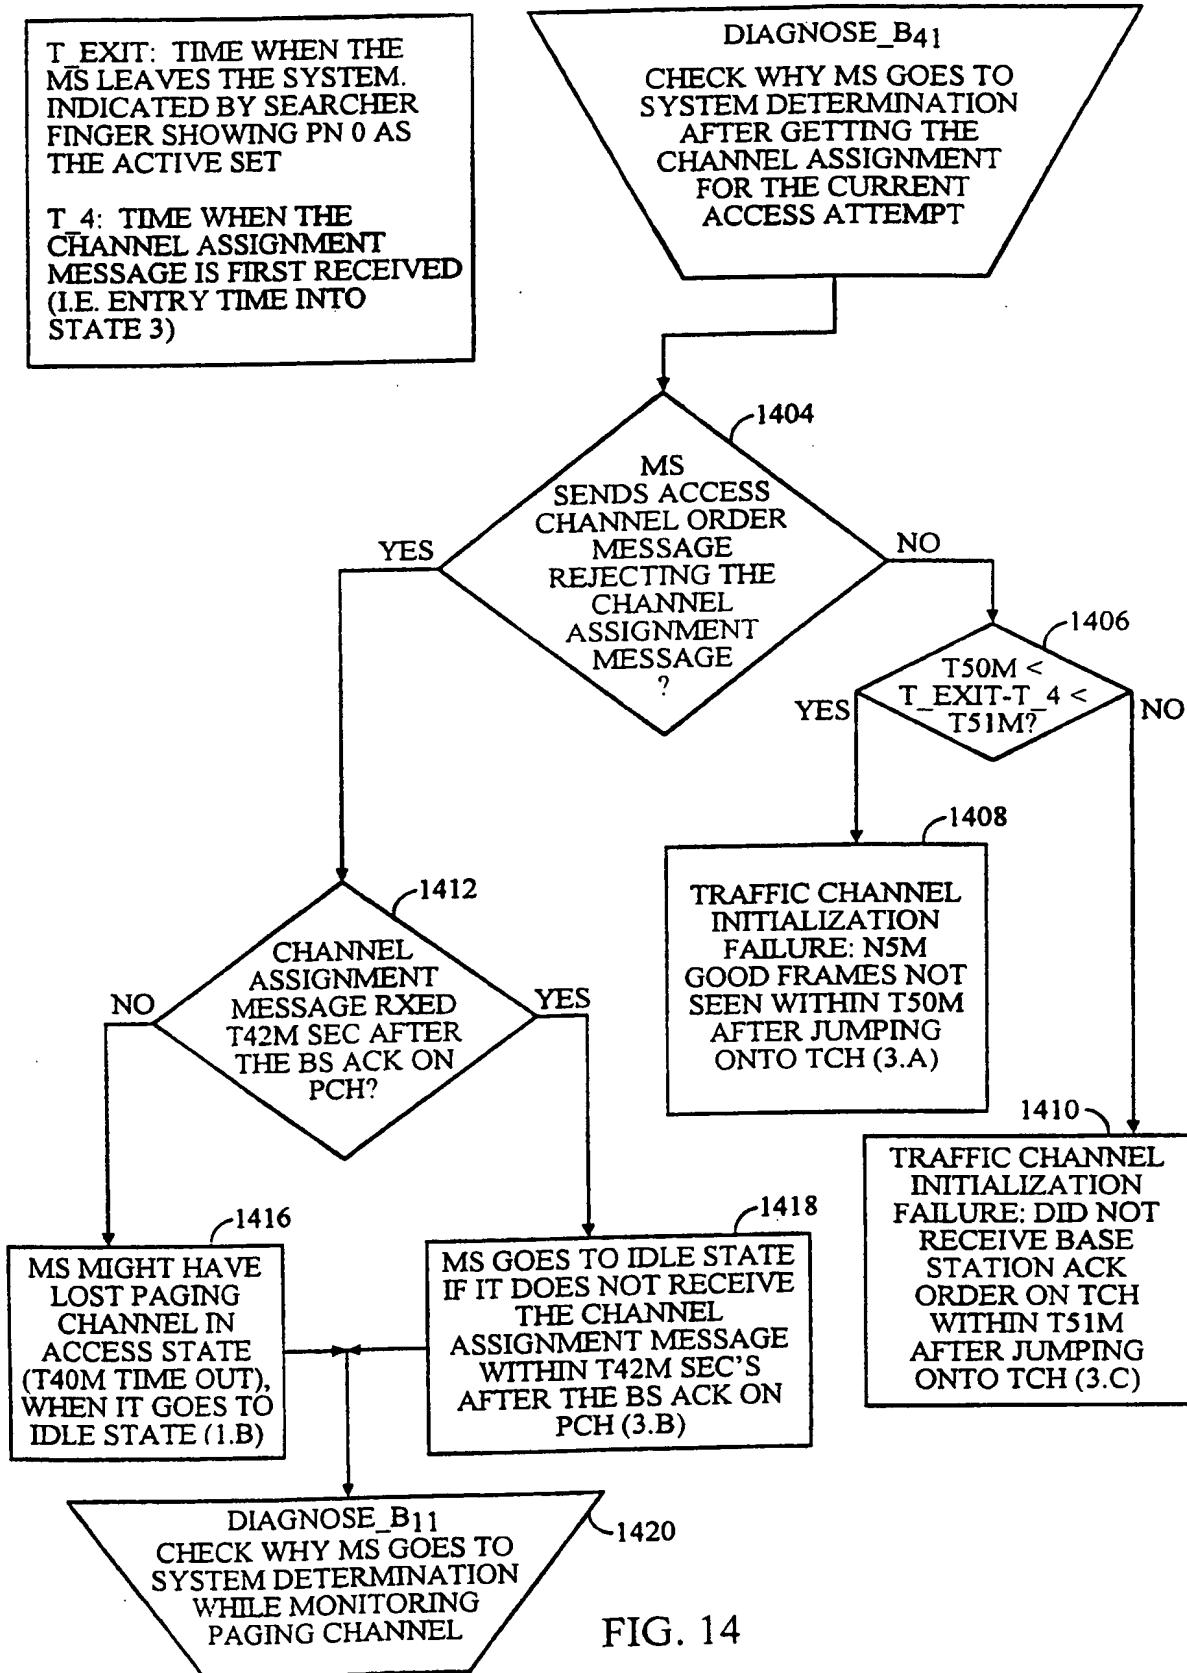 T_EXIT: TIME WHEN THE
MS LEAVES THE SYSTEM.
INDICATED BY SEARCHER
FINGER SHOWING PN 0 AS
THE ACTIVE SET
T_4: TIME WHEN THE
CHANNEL ASSIGNMENT
MESSAGE IS FIRST RECEIVED
(I.E. ENTRY TIME INTO
STATE 3)
DIAGNOSE_B41
CHECK WHY MS GOES TO
SYSTEM DETERMINATION
AFTER GETTING THE
CHANNEL ASSIGNMENT
FOR THE CURRENT
ACCESS ATTEMPT
1404
MS
SENDS ACCESS
CHANNEL ORDER
MESSAGE
REJECTING THE
CHANNEL
ASSIGNMENT
MESSAGE
?
YES
NO
1406
T50M <
T_EXIT-T_4 <
T51M?
YES
NO
1408
TRAFFIC CHANNEL
INITIALIZATION
FAILURE: N5M
GOOD FRAMES NOT
SEEN WITHIN T50M
AFTER JUMPING
ONTO TCH (3.A)
1412
CHANNEL
ASSIGNMENT
MESSAGE RXED
T42M SEC AFTER
THE BS ACK ON
PCH?
NO
YES
1410
TRAFFIC CHANNEL
INITIALIZATION
FAILURE: DID NOT
RECEIVE BASE
STATION ACK
ORDER ON TCH
WITHIN T51M
AFTER JUMPING
ONTO TCH (3.C)
1416
MS MIGHT HAVE
LOST PAGING
CHANNEL IN
ACCESS STATE
(T40M TIME OUT),
WHEN IT GOES TO
IDLE STATE (1.B)
1418
MS GOES TO IDLE STATE
IF IT DOES NOT RECEIVE
THE CHANNEL
ASSIGNMENT MESSAGE
WITHIN T42M SEC'S
AFTER THE BS ACK ON
PCH (3.B)
DIAGNOSE_B11
CHECK WHY MS GOES TO
SYSTEM DETERMINATION
WHILE MONITORING
PAGING CHANNEL
1420
FIG. 14